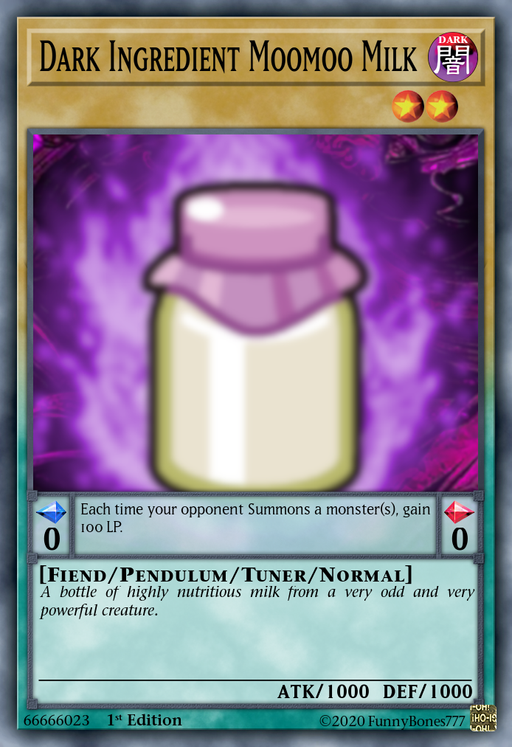 Dark Ingredient Moomoo Milk
DARK
闇
Each time your opponent Summons a monster(s), gain
100 LP.
0
0
[Fiend/Pendulum/Tuner/Normal]
A bottle of highly nutritious milk from a very odd and very
powerful creature.
ATK/1000 DEF/1000
66666023 1st Edition ©2020 FunnyBones777